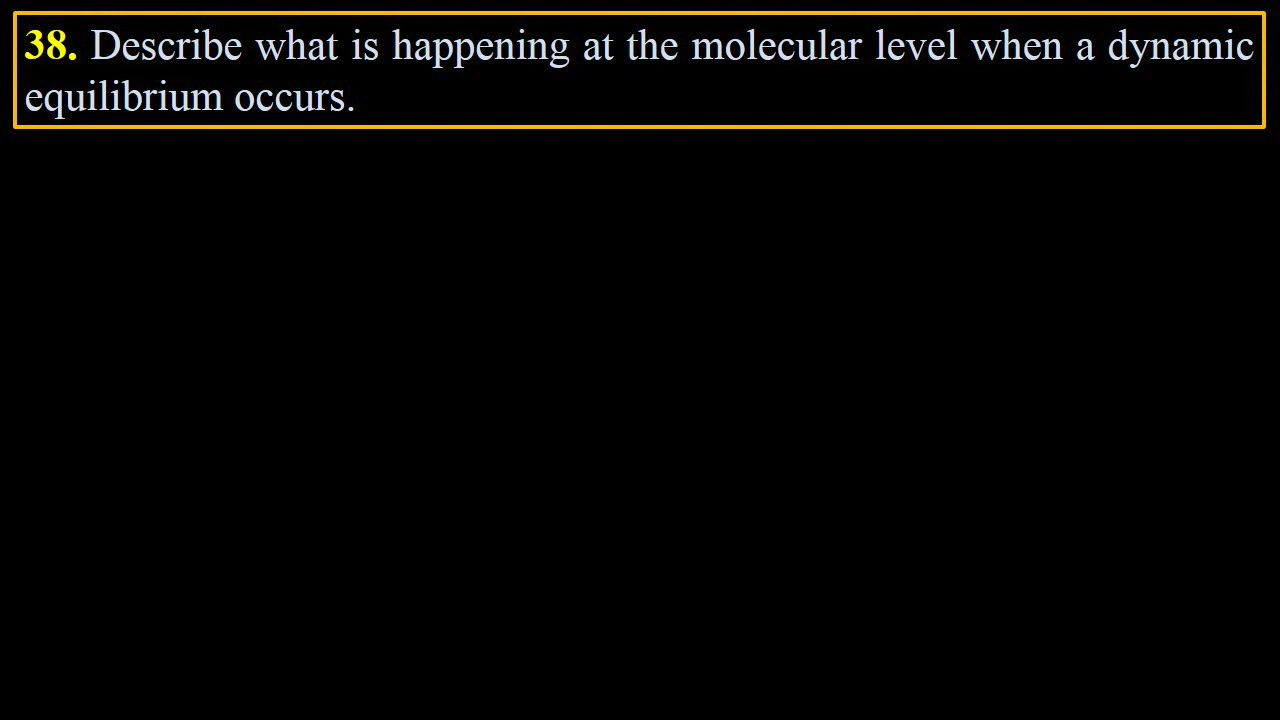 38. Describe what is happening at the molecular level when a dynamic
equilibrium occurs.